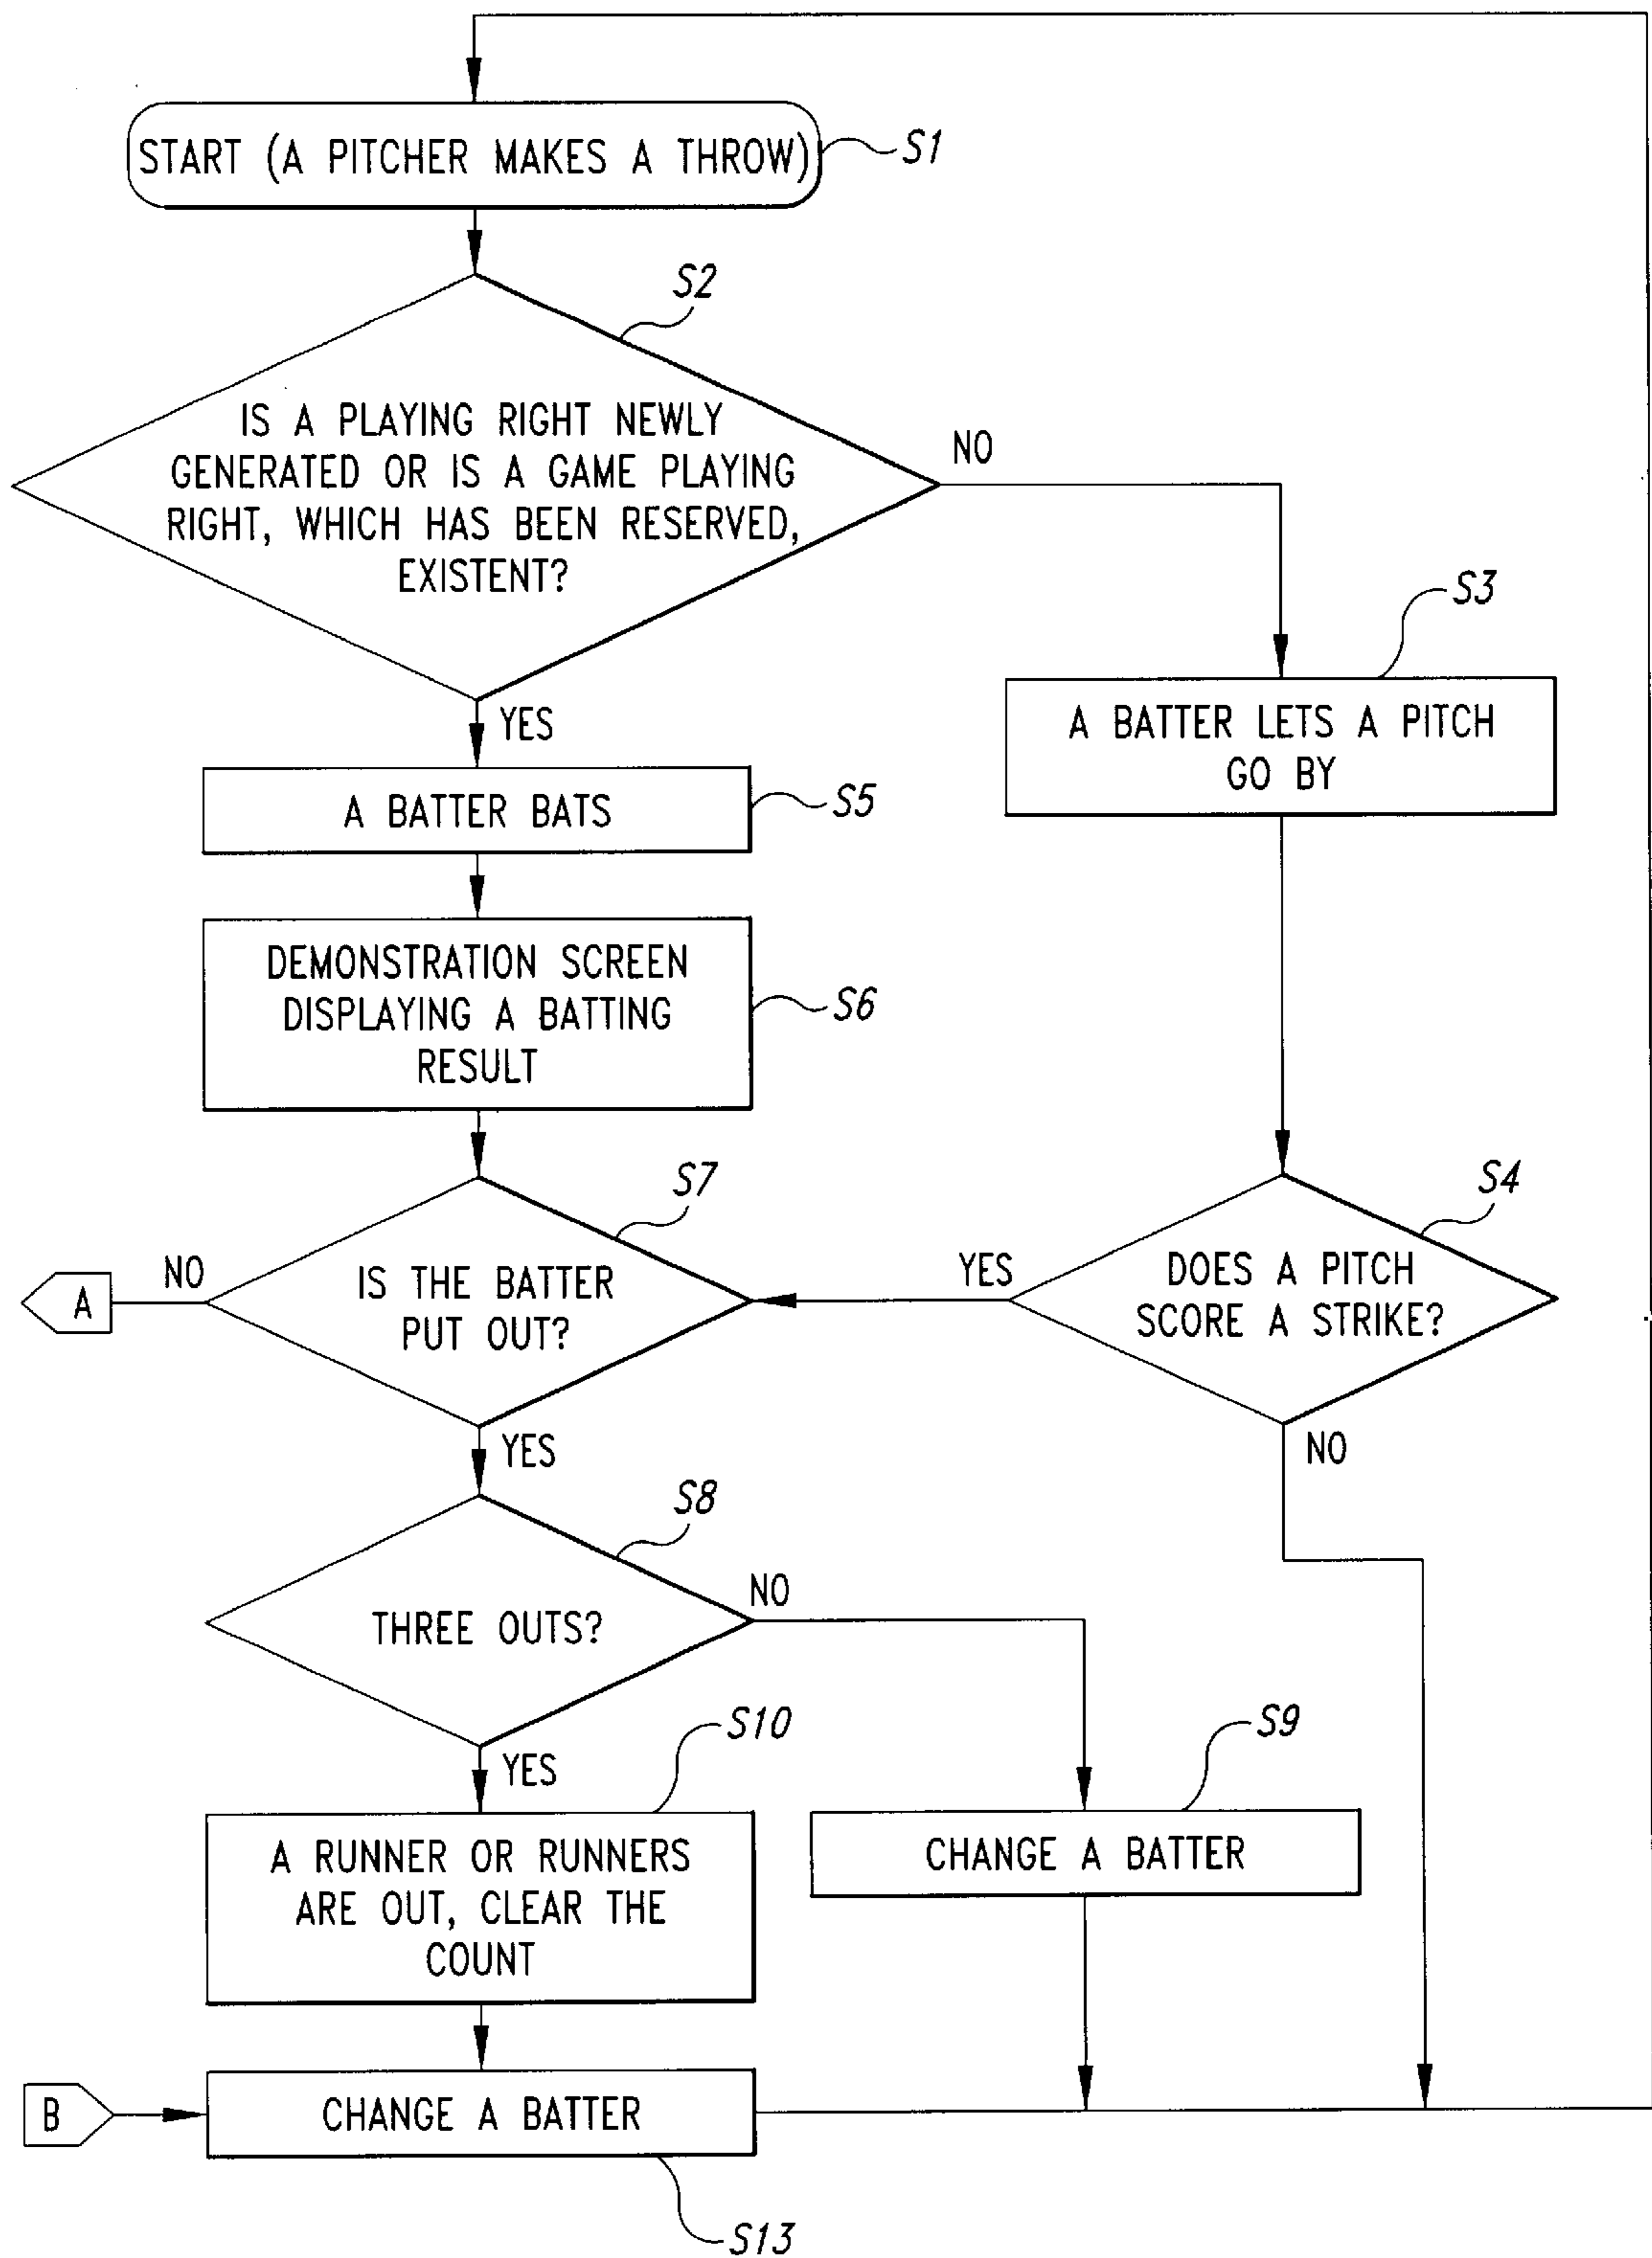 START (A PITCHER MAKES A THROW)
S1
S2
IS A PLAYING RIGHT NEWLY
GENERATED OR IS A GAME PLAYING
RIGHT, WHICH HAS BEEN RESERVED,
EXISTENT?
NO
YES
S3
A BATTER LETS A PITCH
GO BY
A BATTER BATS
S5
DEMONSTRATION SCREEN
DISPLAYING A BATTING
RESULT
S6
S7
IS THE BATTER
PUT OUT?
NO
A
YES
S4
DOES A PITCH
SCORE A STRIKE?
YES
NO
S8
THREE OUTS?
NO
YES
S10
A RUNNER OR RUNNERS
ARE OUT, CLEAR THE
COUNT
S9
CHANGE A BATTER
B
CHANGE A BATTER
S13